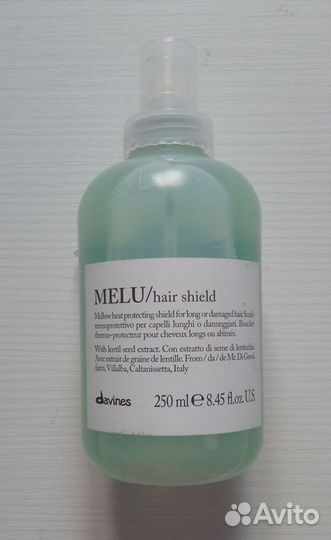 MELU/hair shield
Mellow heat protecting shield for long or damaged hair. Scudo
termoprotettivo per capelli lunghi o danneggiati. Bouclier
thermo-protecteur pour cheveux longs ou abîmés.
With lentil seed extract. Con estratto di seme di lenticchia.
Avec extrait de graine de lentille. From / da / de Mr. Di
farm, Villalba, Caltanissetta, Italy
davines
250 ml e 8.45 fl.oz. U.S.
Avito